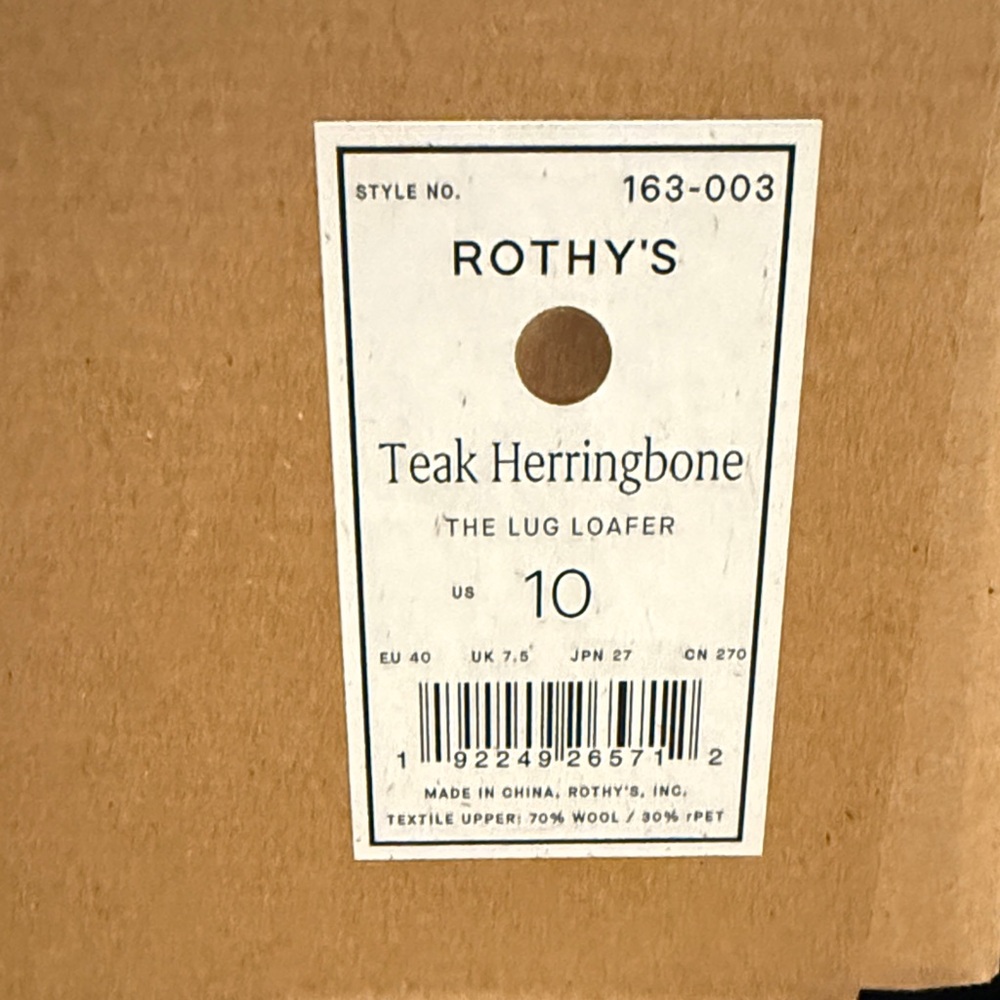 STYLE NO. 163-003
ROTHY'S
Teak Herringbone
THE LUG LOAFER
US 10
EU 40 UK 7.5 JPN 27 CN 270
1 92249 26571 2
MADE IN CHINA, ROTHY'S, INC.
TEXTILE UPPER: 70% WOOL / 30% rPET